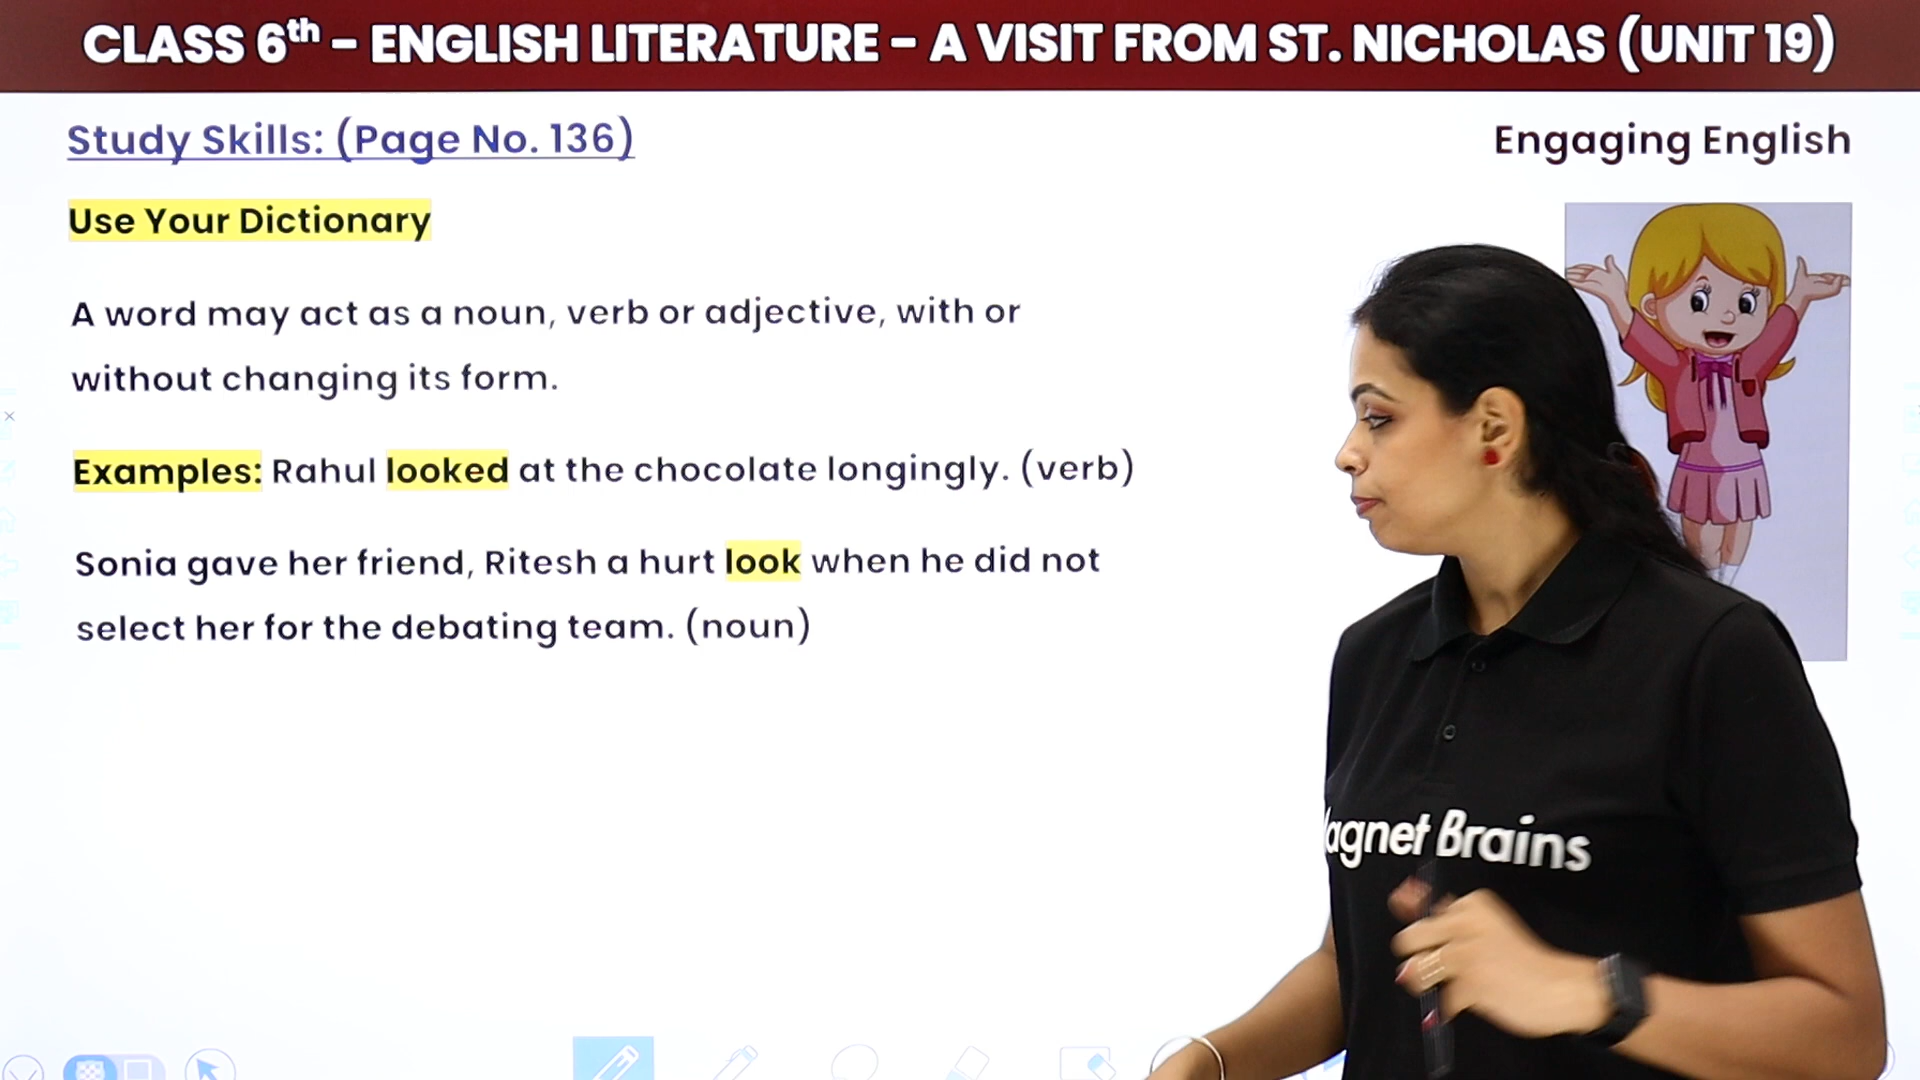 CLASS 6th – ENGLISH LITERATURE – A VISIT FROM ST. NICHOLAS (UNIT 19)
Study Skills: (Page No. 136)
Engaging English
Use Your Dictionary
A word may act as a noun, verb or adjective, with or
without changing its form.
Examples: Rahul looked at the chocolate longingly. (verb)
Sonia gave her friend, Ritesh a hurt look when he did not
select her for the debating team. (noun)
agnet Brains